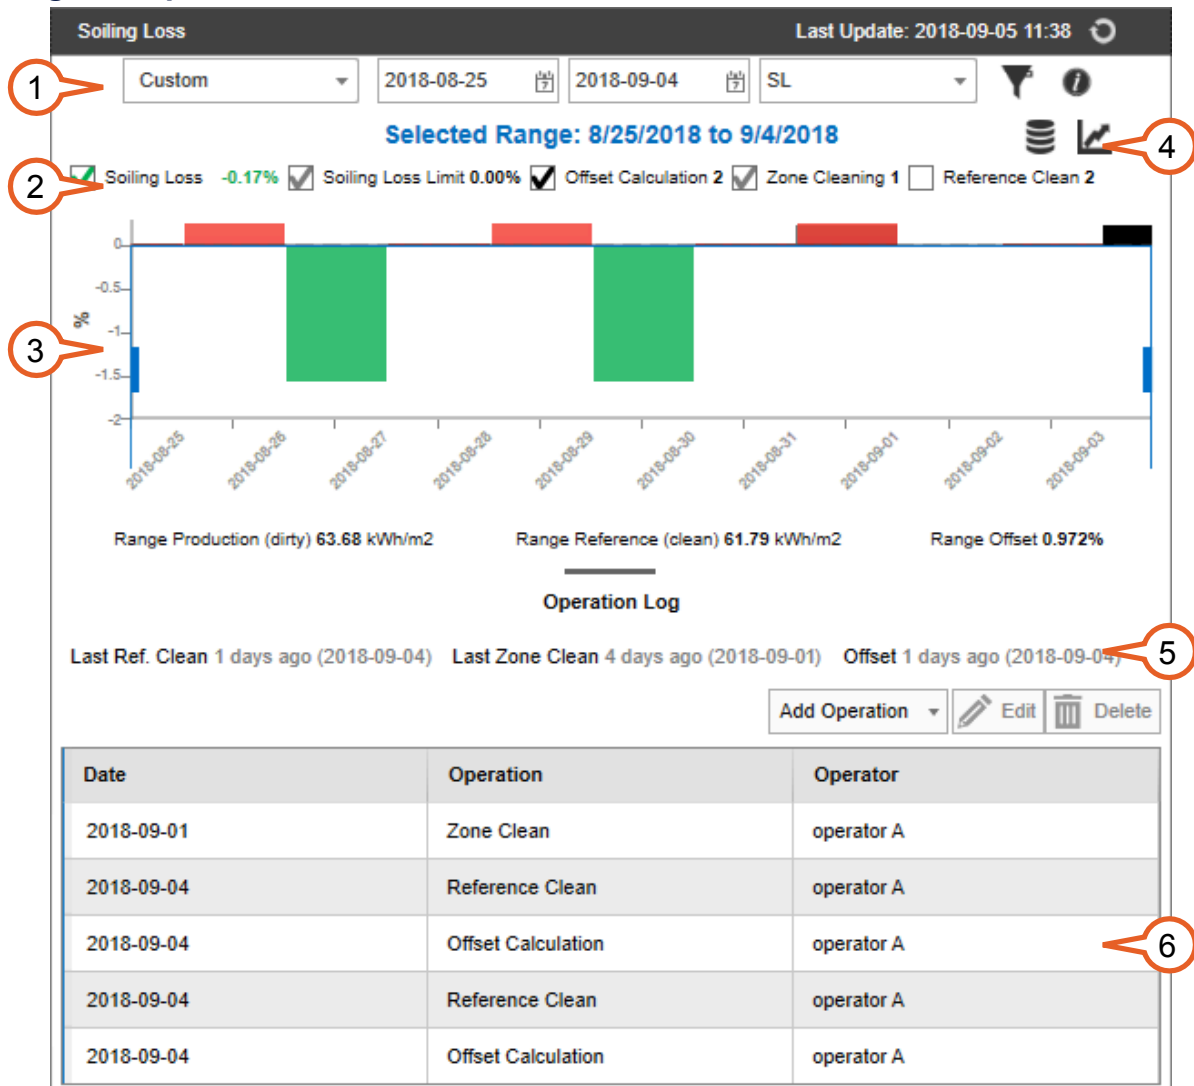 Soiling Loss Last Update: 2018-09-05 11:38
1 Custom 2018-08-25 7 2018-09-04 7 SL
Selected Range: 8/25/2018 to 9/4/2018
4
2 Soiling Loss -0.17% Soiling Loss Limit 0.00% Offset Calculation 2 Zone Cleaning 1 Reference Clean 2
0
-0.5
%
-1
3
-1.5
-2
2018-08-25 2018-08-26 2018-08-27 2018-08-28 2018-08-29 2018-08-30 2018-08-31 2018-09-01 2018-09-02 2018-09-03
Range Production (dirty) 63.68 kWh/m2 Range Reference (clean) 61.79 kWh/m2 Range Offset 0.972%
Operation Log
Last Ref. Clean 1 days ago (2018-09-04) Last Zone Clean 4 days ago (2018-09-01) Offset 1 days ago (2018-09-04) 5
Add Operation Edit Delete
Date Operation Operator
2018-09-01 Zone Clean operator A
2018-09-04 Reference Clean operator A
2018-09-04 Offset Calculation operator A 6
2018-09-04 Reference Clean operator A
2018-09-04 Offset Calculation operator A